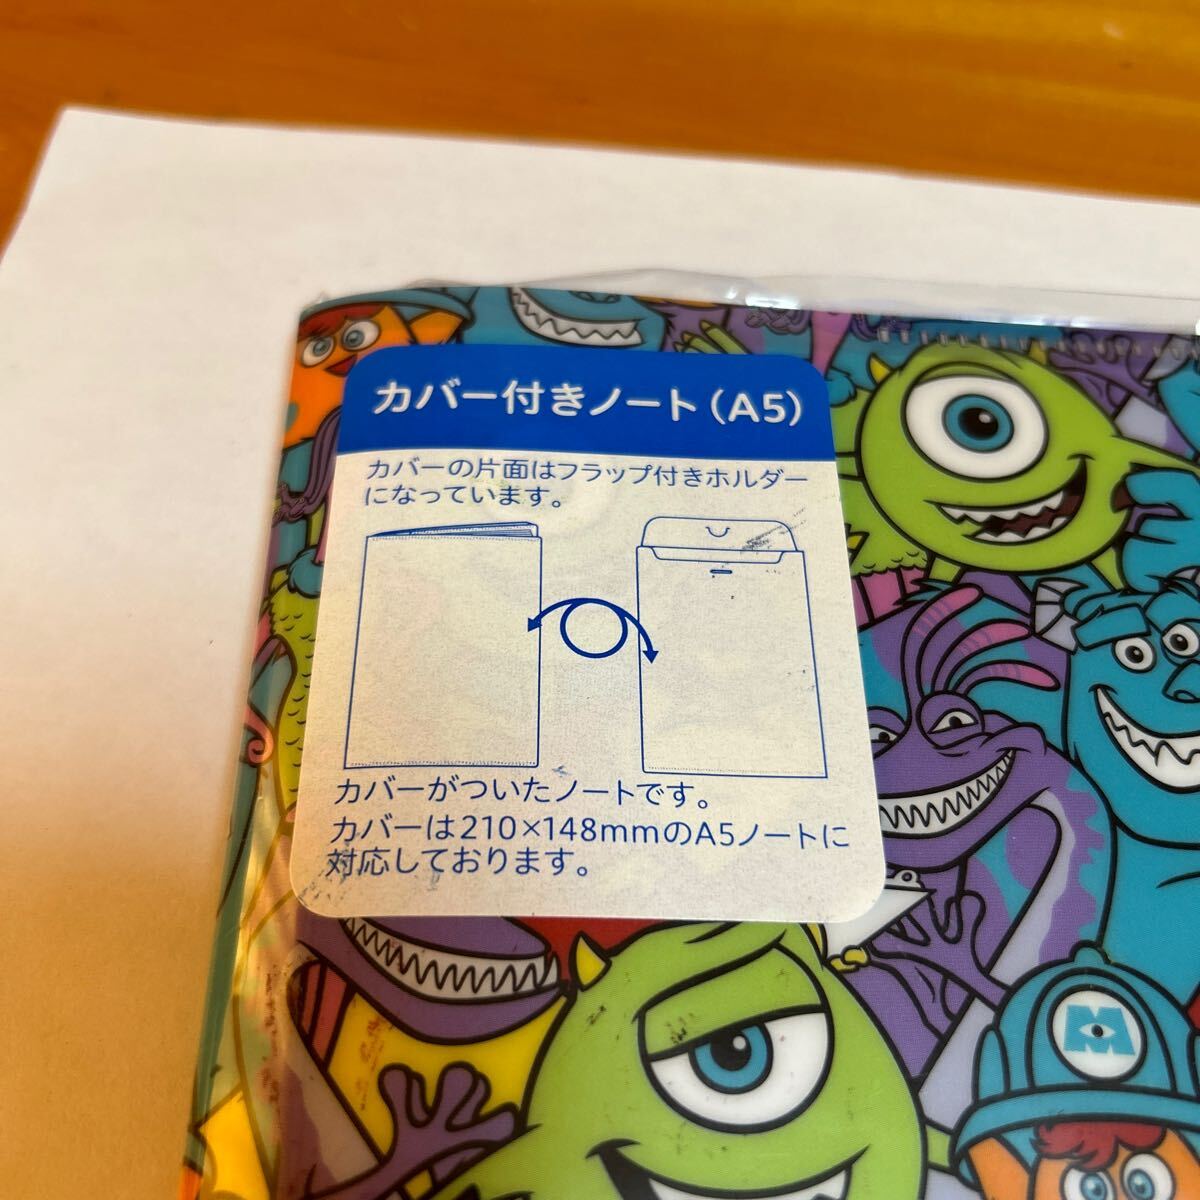 カバー付きノート（A5）
カバーの片面はフラップ付きホルダー
になっています。
カバーがついたノートです。
カバーは210×148mmのA5ノートに
対応しております。
M